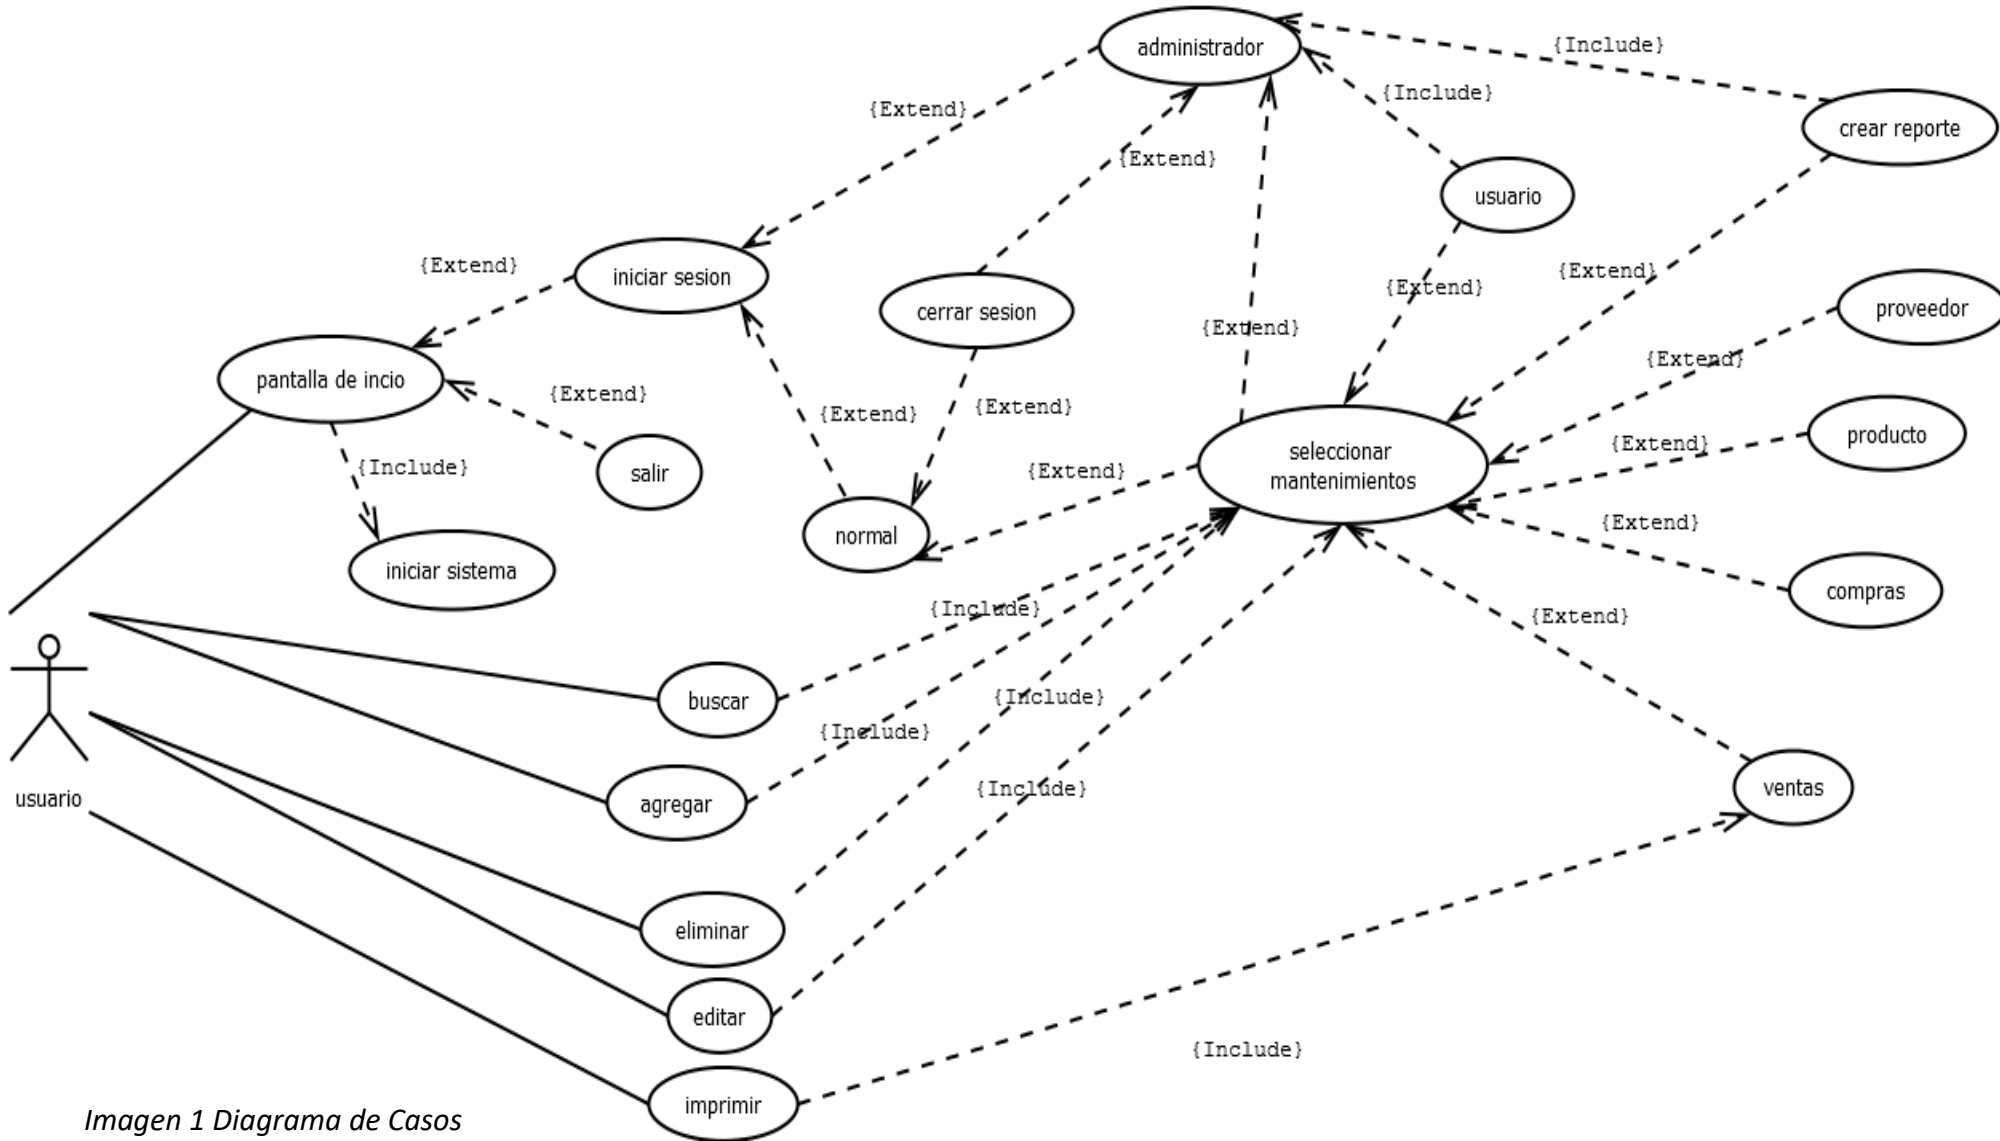 administrador
{Include}
{Include}
{Extend}
crear reporte
{Extend}
usuario
{Extend}
iniciar sesion
{Extend}
{Extend}
cerrar sesion
{Extend}
proveedor
{Extend}
pantalla de incio
{Extend}
{Extend}
{Extend}
{Extend}
producto
{Extend}
seleccionar
mantenimientos
{Include}
salir
{Extend}
{Extend}
normal
iniciar sistema
compras
{Include}
{Extend}
buscar
{Include}
{Include}
usuario
agregar
{Include}
ventas
eliminar
editar
{Include}
imprimir
Imagen 1 Diagrama de Casos